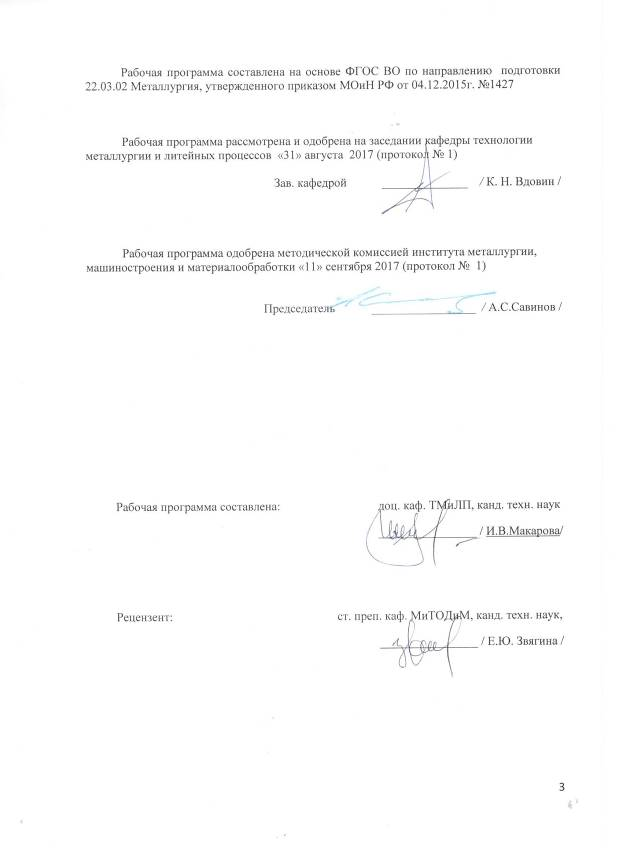 Рабочая программа составлена на основе ФГОС ВО по направлению подготовки
22.03.02 Металлургия, утвержденного приказом МОиН РФ от 04.12.2015г. №1427
Рабочая программа рассмотрена и одобрена на заседании кафедры технологии
металлургии и литейных процессов «31» августа 2017 (протокол № 1)
Зав. кафедрой ______________ / К. Н. Вдовин /
Рабочая программа одобрена методической комиссией института металлургии,
машиностроения и материалообработки «11» сентября 2017 (протокол № 1)
Председатель _________________ / А.С.Савинов /
Рабочая программа составлена: доц. каф. ТМиЛП, канд. техн. наук
________________ / И.В.Макарова/
Рецензент: ст. преп. каф. МиТОДиМ, канд. техн. наук,
________________ / Е.Ю. Звягина /
3